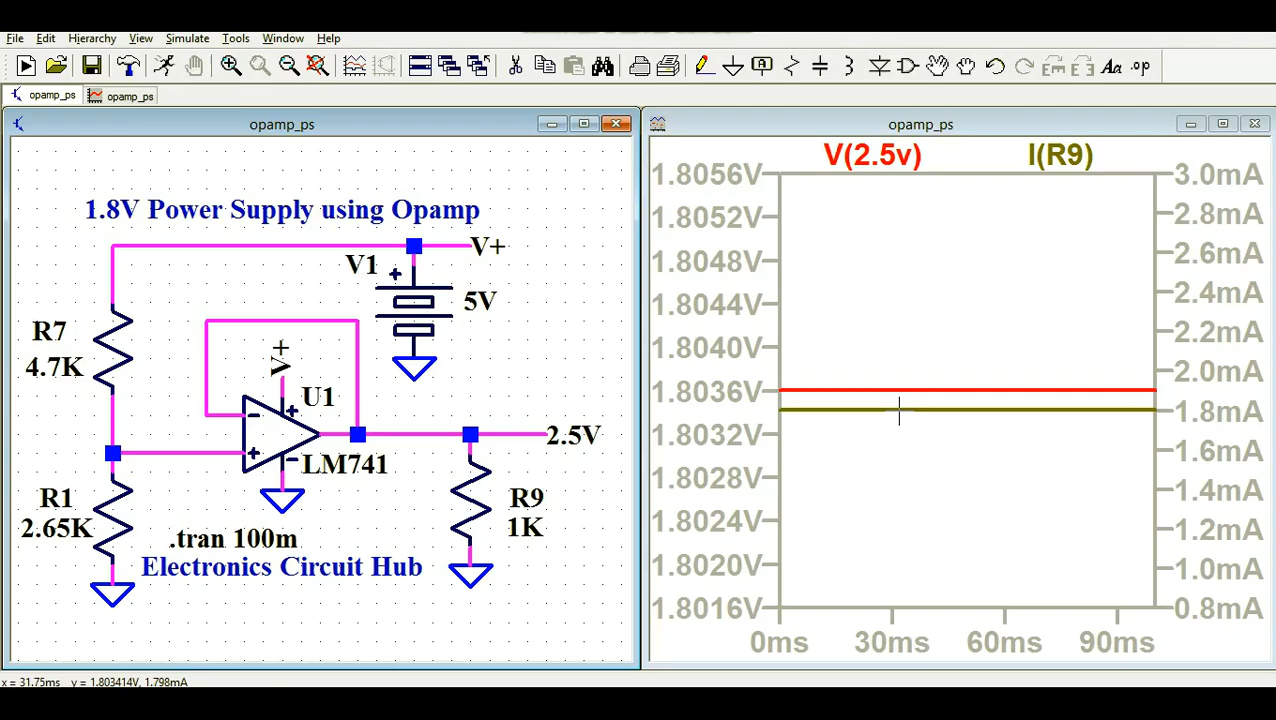 File Edit Hierarchy View Simulate Tools Window Help
Aa .op
opamp_ps opamp_ps
opamp_ps
1.8V Power Supply using Opamp
V+
V1
+
5V
R7
4.7K
V+
U1
+
−
+
−
2.5V
LM741
R1
2.65K
R9
1K
.tran 100m
Electronics Circuit Hub
opamp_ps
V(2.5v) I(R9)
1.8056V 3.0mA
1.8052V 2.8mA
1.8048V 2.6mA
1.8044V 2.4mA
1.8040V 2.2mA
1.8036V 2.0mA
1.8032V 1.8mA
1.8028V 1.6mA
1.8024V 1.4mA
1.8020V 1.2mA
1.8016V 1.0mA
0.8mA
0ms 30ms 60ms 90ms
x = 31.75ms y = 1.803414V, 1.798mA